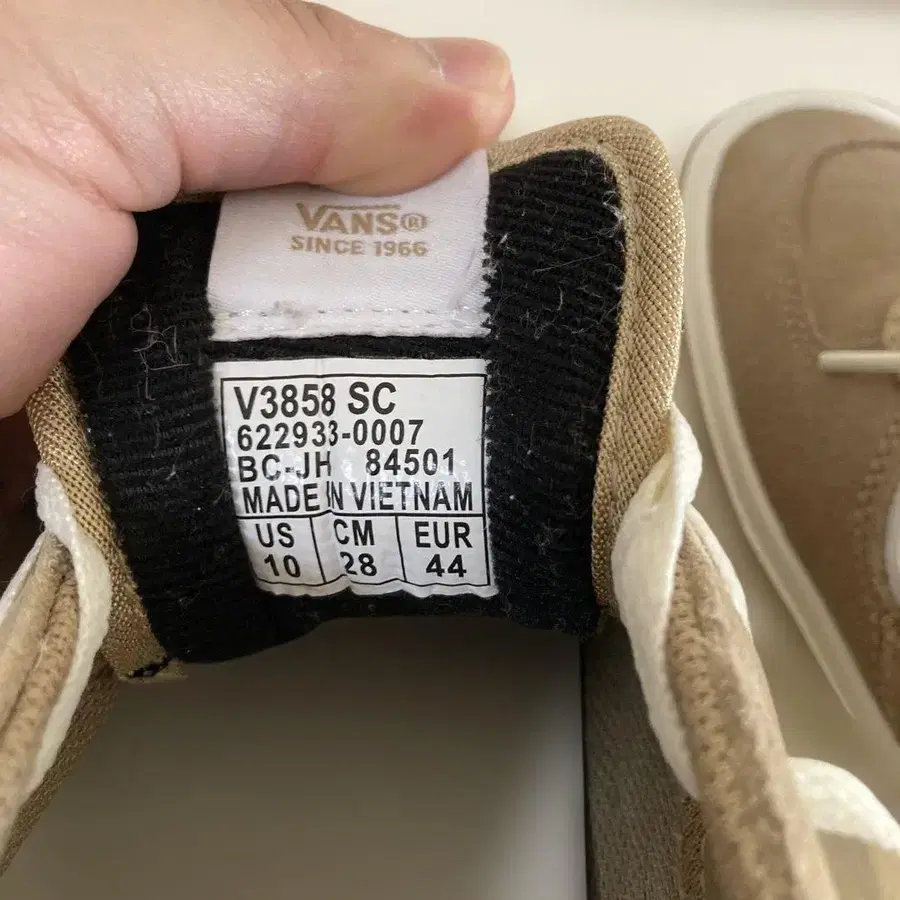 VANS®
SINCE 1966
V3858 SC
622933-0007
BC-JH 84501
MADE IN VIETNAM
US CM EUR
10 28 44